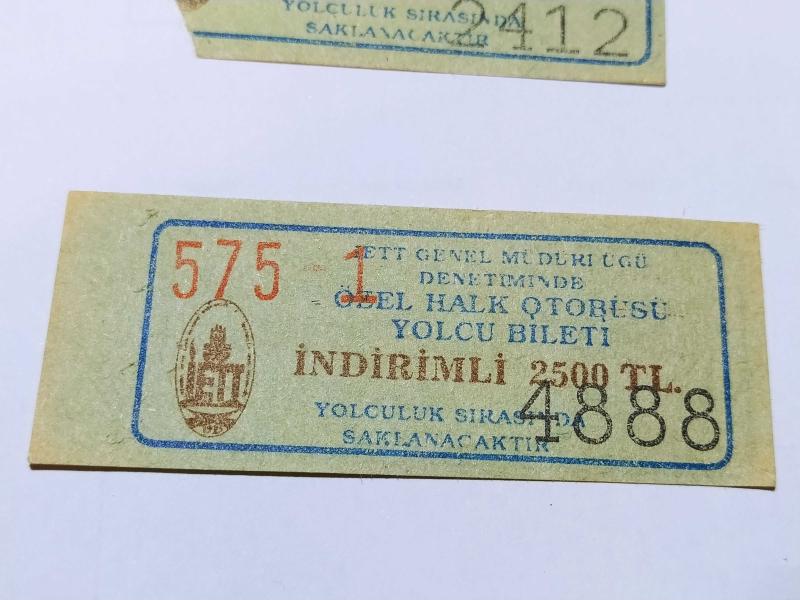 YOLCULUK SIRASINDA
SAKLANACAKTIR
2412
575-1
İETT GENEL MÜDÜRLÜĞÜ
DENETİMİNDE
ÖZEL HALK OTOBÜSÜ
YOLCU BİLETİ
İETT
İNDİRİMLİ 2500 TL.
YOLCULUK SIRASINDA
SAKLANACAKTIR
4888